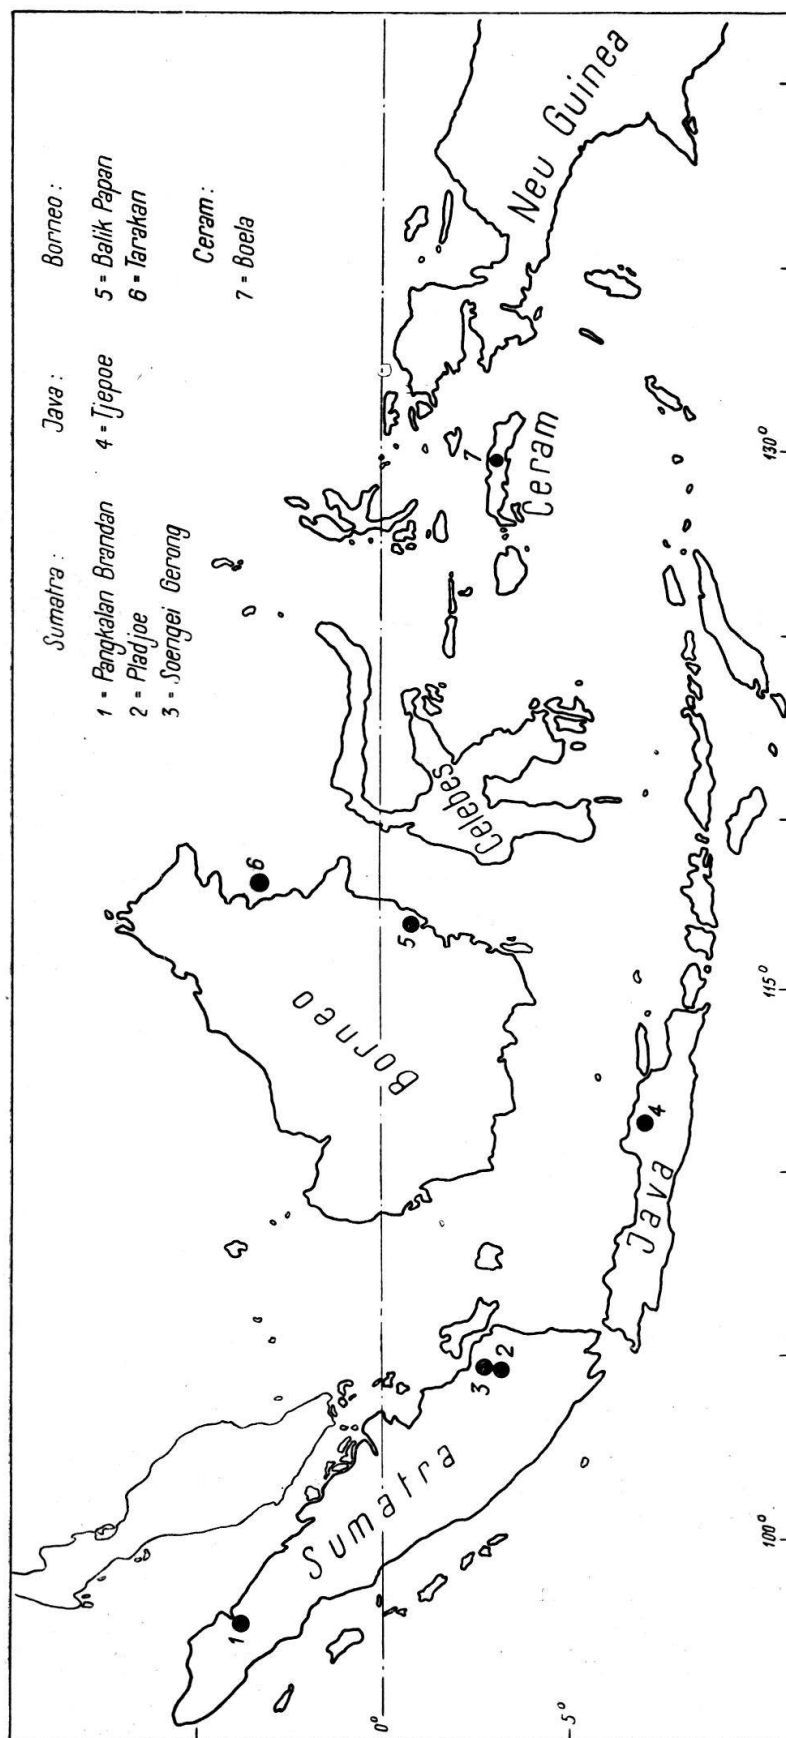 Sumatra :
1 = Pangkalan Brandan
2 = Pladjoe
3 = Soengei Gerong
Java :
4 = Tjepoe
Borneo :
5 = Balik Papan
6 = Tarakan
Ceram :
7 = Boela
Sumatra
Borneo
Java
Celebes
Ceram
Neu Guinea
1
2
3
4
5
6
7
0°
5°
100°
115°
130°